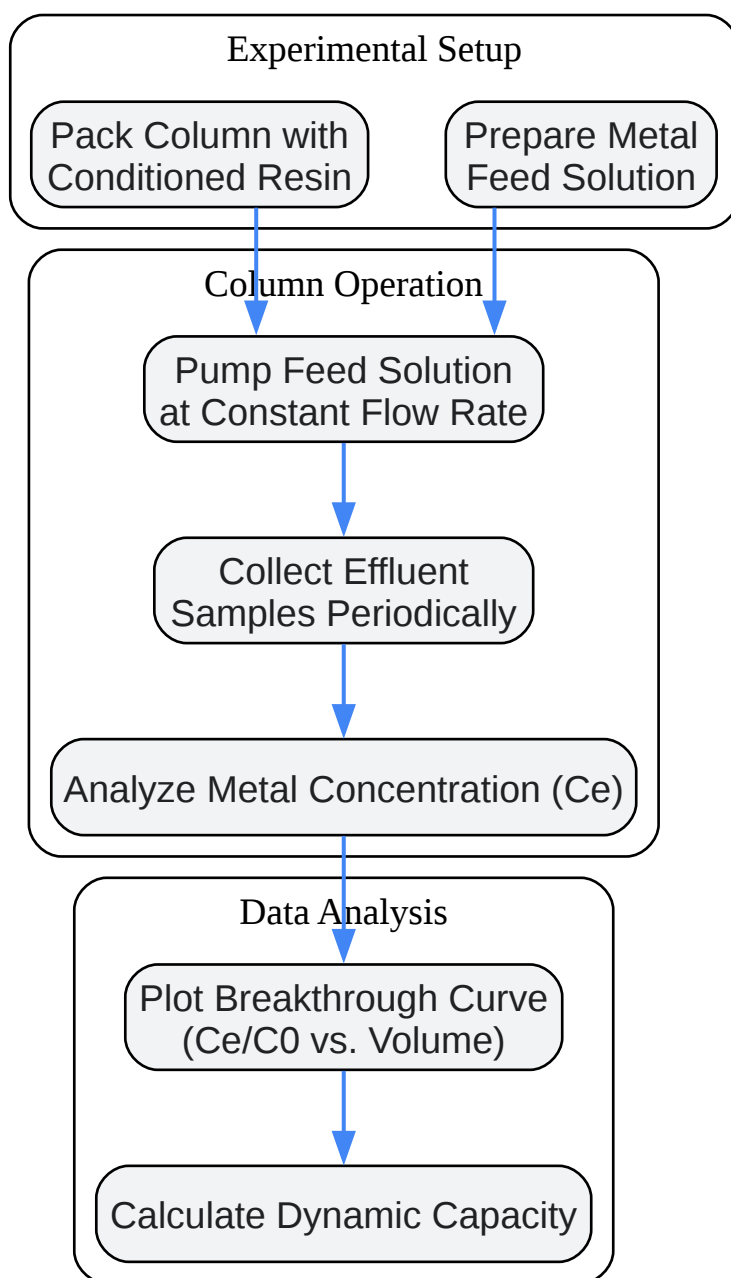 Experimental Setup
Pack Column with
Conditioned Resin
Prepare Metal
Feed Solution
Column Operation
Pump Feed Solution
at Constant Flow Rate
Collect Effluent
Samples Periodically
Analyze Metal Concentration (Ce)
Data Analysis
Plot Breakthrough Curve
(Ce/C0 vs. Volume)
Calculate Dynamic Capacity